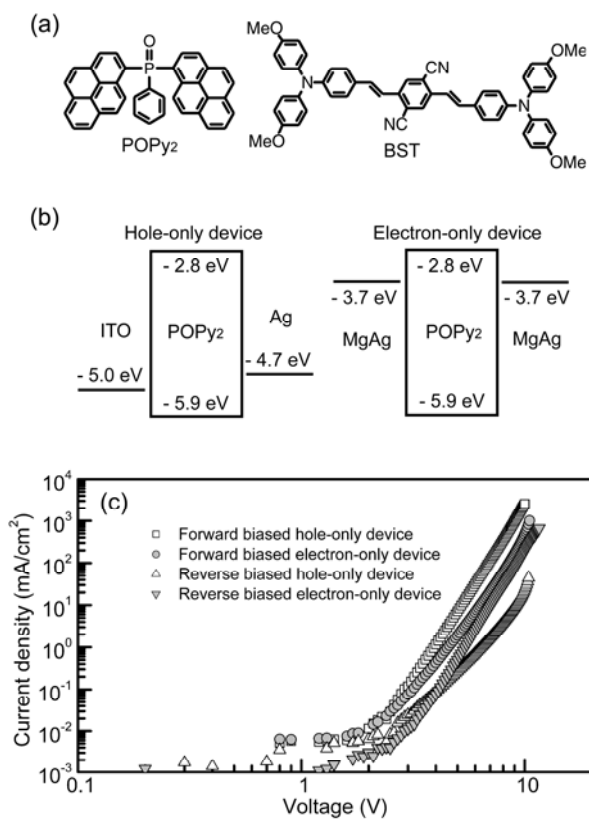 (a)
O
P
POPy2
MeO
N
MeO
CN
CN
BST
OMe
N
OMe
(b)
Hole-only device
Electron-only device
- 2.8 eV
- 2.8 eV
- 3.7 eV
- 3.7 eV
ITO
POPy2
Ag
MgAg
POPy2
MgAg
- 5.0 eV
- 4.7 eV
- 5.9 eV
- 5.9 eV
(c)
Forward biased hole-only device
Forward biased electron-only device
Reverse biased hole-only device
Reverse biased electron-only device
Current density (mA/cm2)
10^4
10^3
10^2
10^1
10^0
10^-1
10^-2
10^-3
0.1
1
10
Voltage (V)